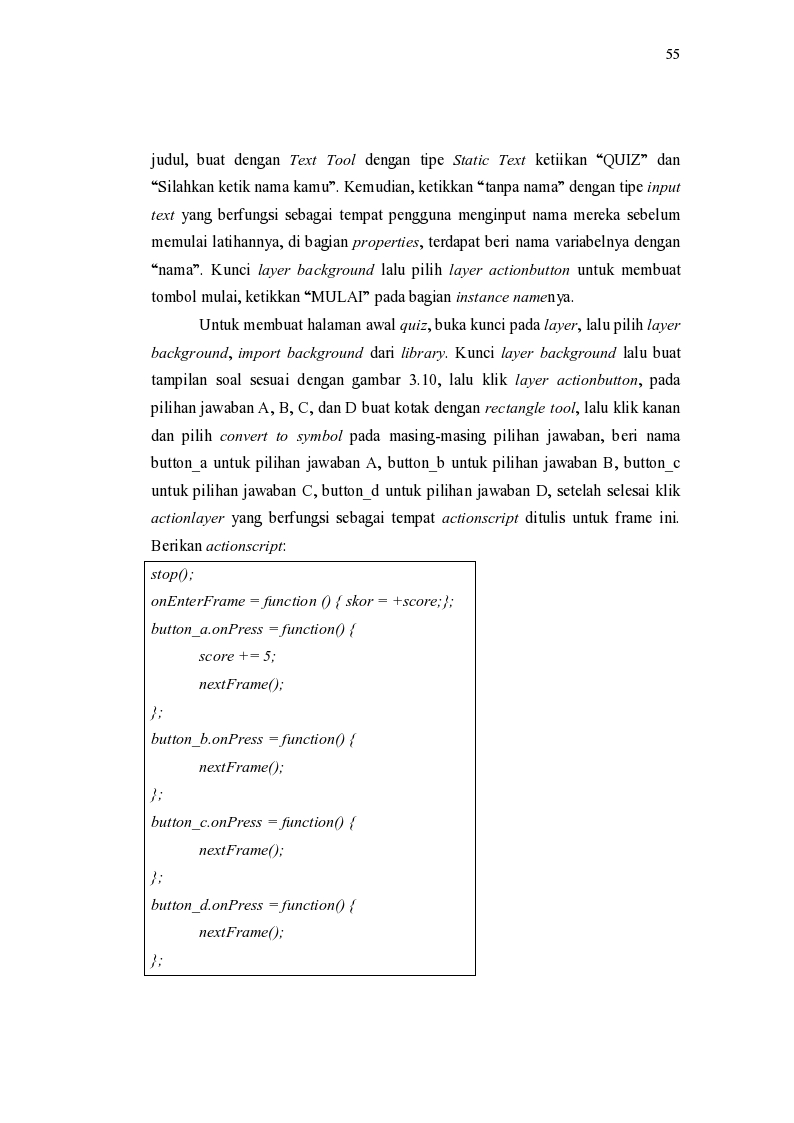 55
judul, buat dengan Text Tool dengan tipe Static Text ketiikan “QUIZ” dan
“Silahkan ketik nama kamu”. Kemudian, ketikkan “tanpa nama” dengan tipe input
text yang berfungsi sebagai tempat pengguna menginput nama mereka sebelum
memulai latihannya, di bagian properties, terdapat beri nama variabelnya dengan
“nama”. Kunci layer background lalu pilih layer actionbutton untuk membuat
tombol mulai, ketikkan “MULAI” pada bagian instance namenya.
Untuk membuat halaman awal quiz, buka kunci pada layer, lalu pilih layer
background, import background dari library. Kunci layer background lalu buat
tampilan soal sesuai dengan gambar 3.10, lalu klik layer actionbutton, pada
pilihan jawaban A, B, C, dan D buat kotak dengan rectangle tool, lalu klik kanan
dan pilih convert to symbol pada masing-masing pilihan jawaban, beri nama
button_a untuk pilihan jawaban A, button_b untuk pilihan jawaban B, button_c
untuk pilihan jawaban C, button_d untuk pilihan jawaban D, setelah selesai klik
actionlayer yang berfungsi sebagai tempat actionscript ditulis untuk frame ini.
Berikan actionscript:
stop();
onEnterFrame = function () { skor = +score;};
button_a.onPress = function() {
score += 5;
nextFrame();
};
button_b.onPress = function() {
nextFrame();
};
button_c.onPress = function() {
nextFrame();
};
button_d.onPress = function() {
nextFrame();
};